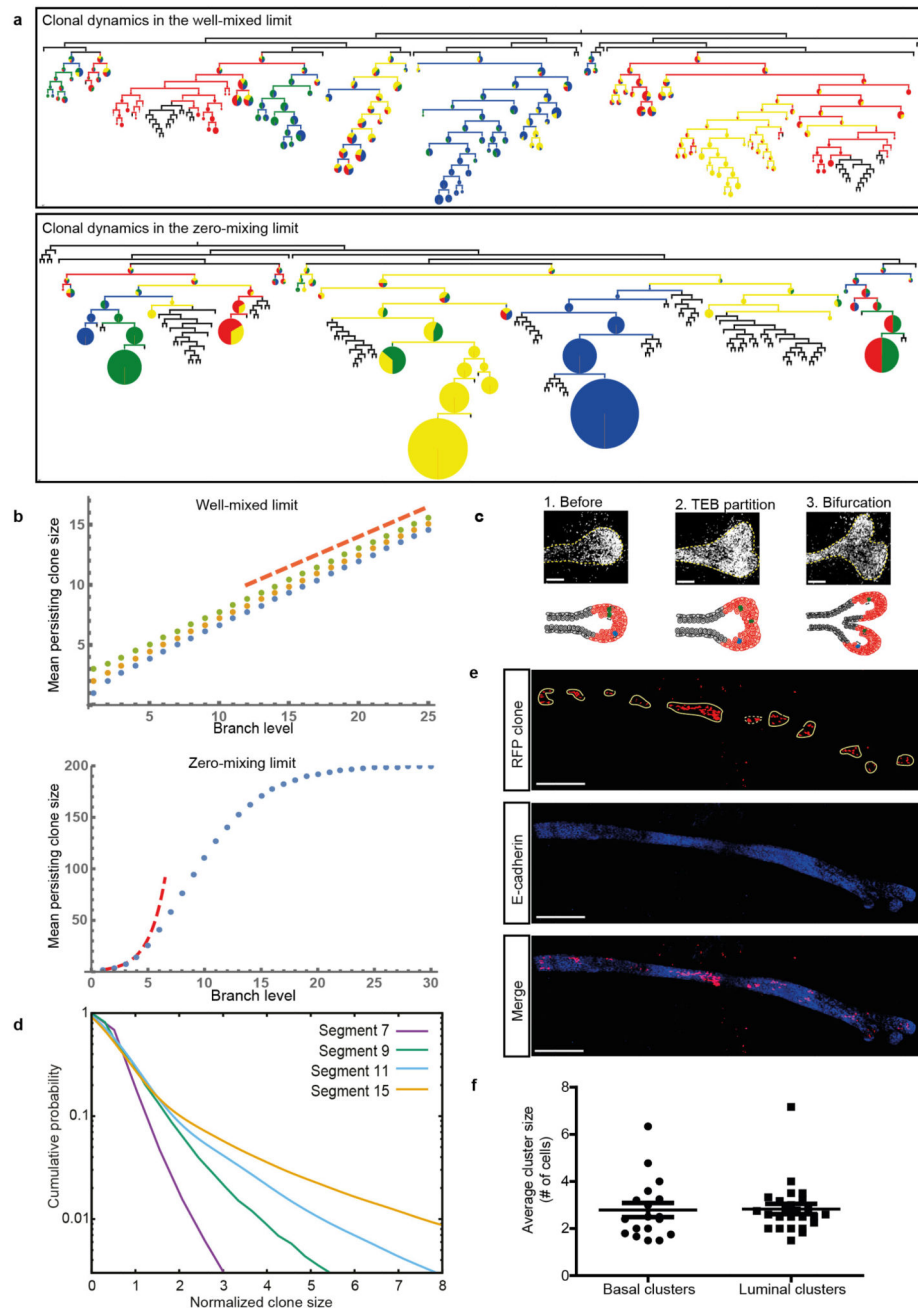 a
Clonal dynamics in the well-mixed limit
Clonal dynamics in the zero-mixing limit
b
Well-mixed limit
Mean persisting clone size
15
10
5
5 10 15 20 25
Branch level
Zero-mixing limit
Mean persisting clone size
200
150
100
50
0 5 10 15 20 25 30
Branch level
c
1. Before
2. TEB partition
3. Bifurcation
d
Cumulative probability
1
0.1
0.01
Segment 7
Segment 9
Segment 11
Segment 15
0 1 2 3 4 5 6 7 8
Normalized clone size
e
RFP clone
E-cadherin
Merge
f
Average cluster size
(# of cells)
8
6
4
2
0
Basal clusters
Luminal clusters